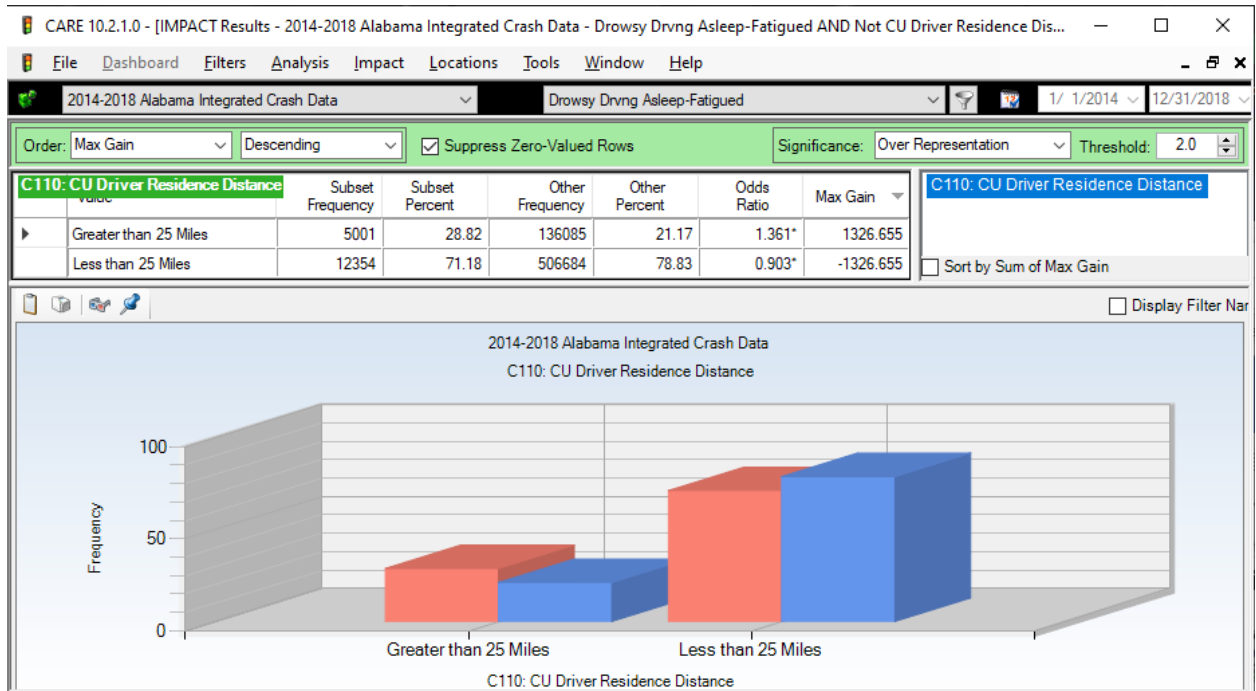 CARE 10.2.1.0 - [IMPACT Results - 2014-2018 Alabama Integrated Crash Data - Drowsy Drvng Asleep-Fatigued AND Not CU Driver Residence Dis...
File Dashboard Filters Analysis Impact Locations Tools Window Help
2014-2018 Alabama Integrated Crash Data Drowsy Drvng Asleep-Fatigued 1/ 1/2014 12/31/2018
Order: Max Gain Descending Suppress Zero-Valued Rows Significance: Over Representation Threshold: 2.0
C110: CU Driver Residence Distance Subset Frequency Subset Percent Other Frequency Other Percent Odds Ratio Max Gain
Greater than 25 Miles 5001 28.82 136085 21.17 1.361* 1326.655
Less than 25 Miles 12354 71.18 506684 78.83 0.903* -1326.655
C110: CU Driver Residence Distance
Sort by Sum of Max Gain
Display Filter Nar
2014-2018 Alabama Integrated Crash Data
C110: CU Driver Residence Distance
100
50
0
Frequency
Greater than 25 Miles Less than 25 Miles
C110: CU Driver Residence Distance